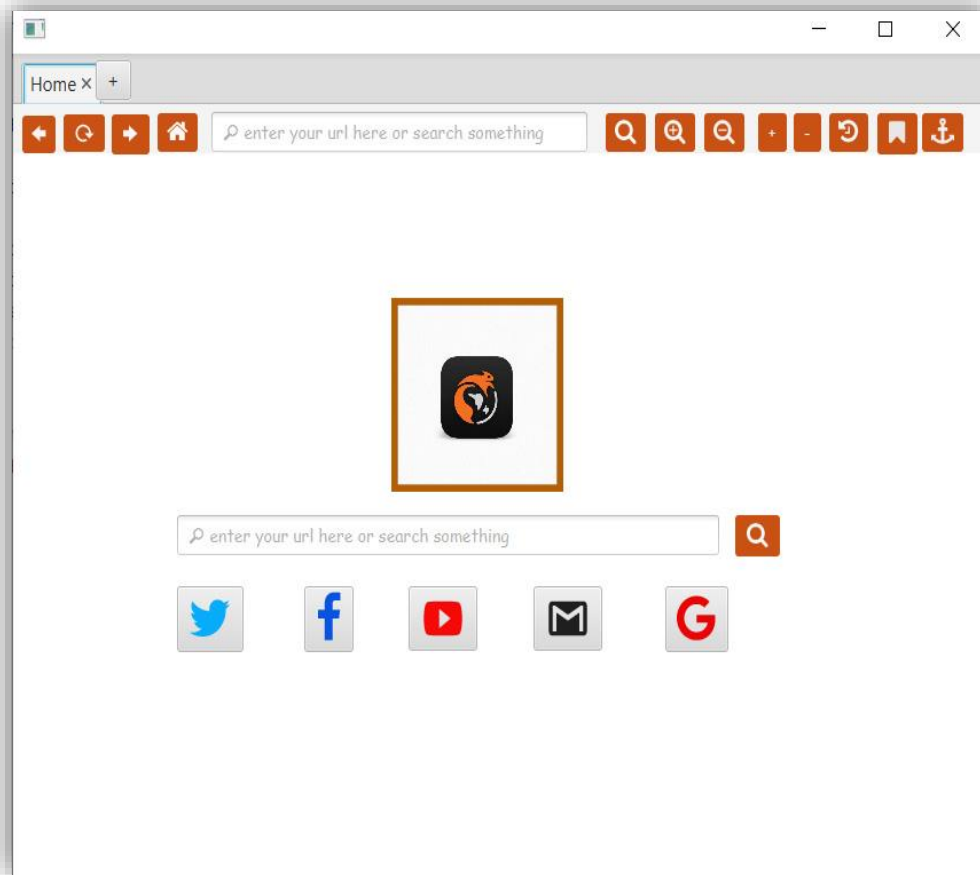 Home × +
enter your url here or search something + -
enter your url here or search something